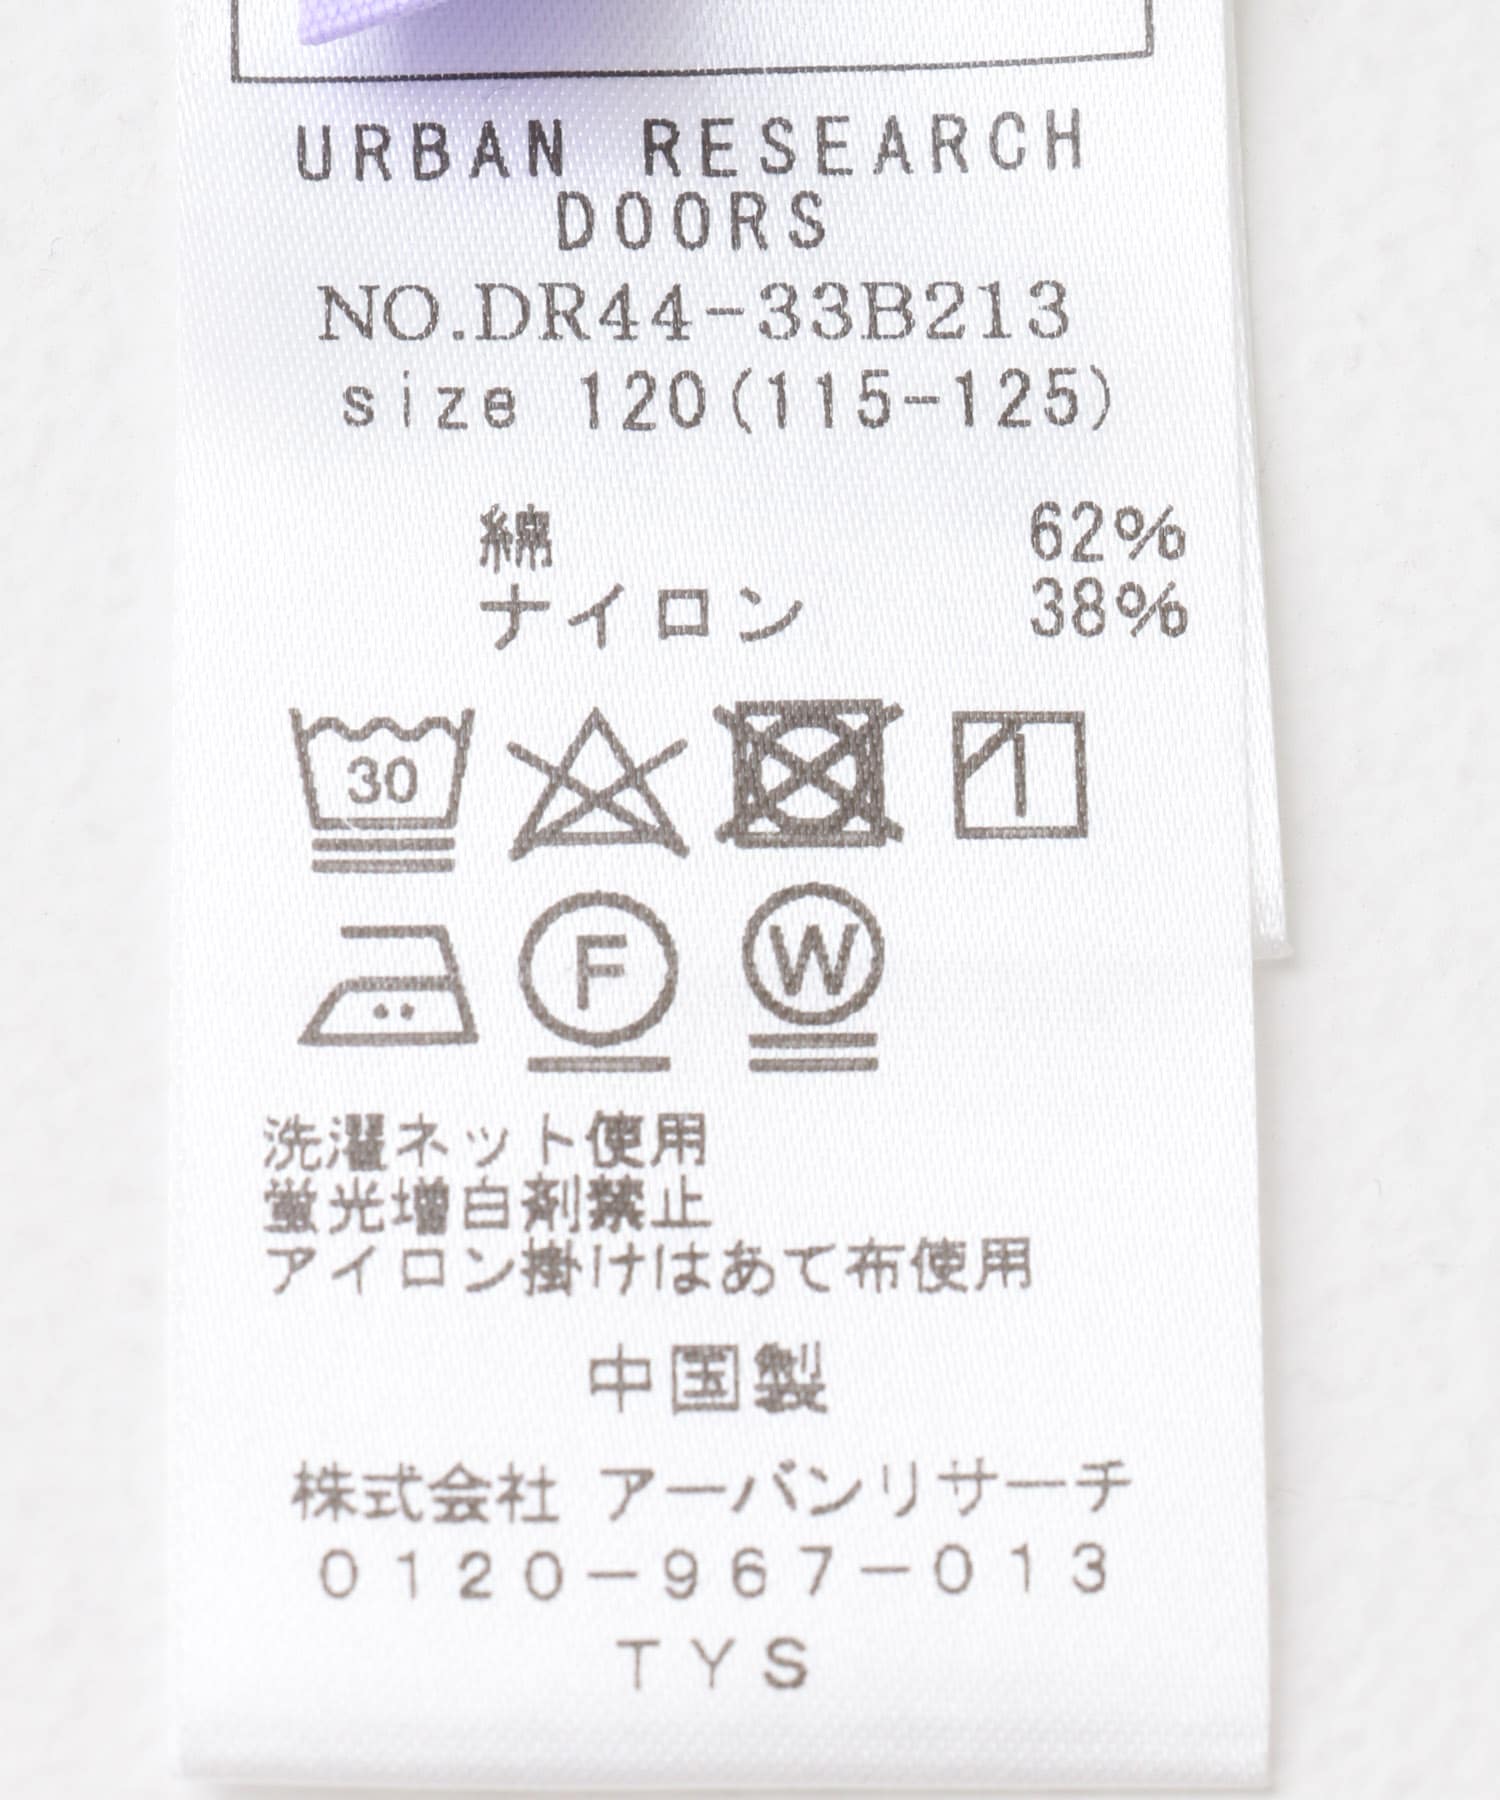 URBAN RESEARCH
DOORS
NO.DR44-33B213
size 120(115-125)
綿 62%
ナイロン 38%
30
F W
洗濯ネット使用
蛍光増白剤禁止
アイロン掛けはあて布使用
中国製
株式会社 アーバンリサーチ
0120-967-013
TYS